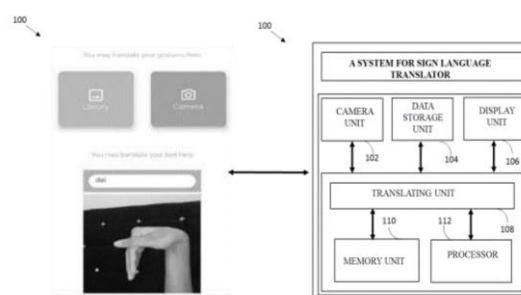 100
You may translate your gestures here:
Library
Camera
You may translate your text here:
100
A SYSTEM FOR SIGN LANGUAGE
TRANSLATOR
CAMERA
UNIT
102
DATA
STORAGE
UNIT
104
DISPLAY
UNIT
106
TRANSLATING UNIT
108
110
112
MEMORY UNIT
PROCESSOR